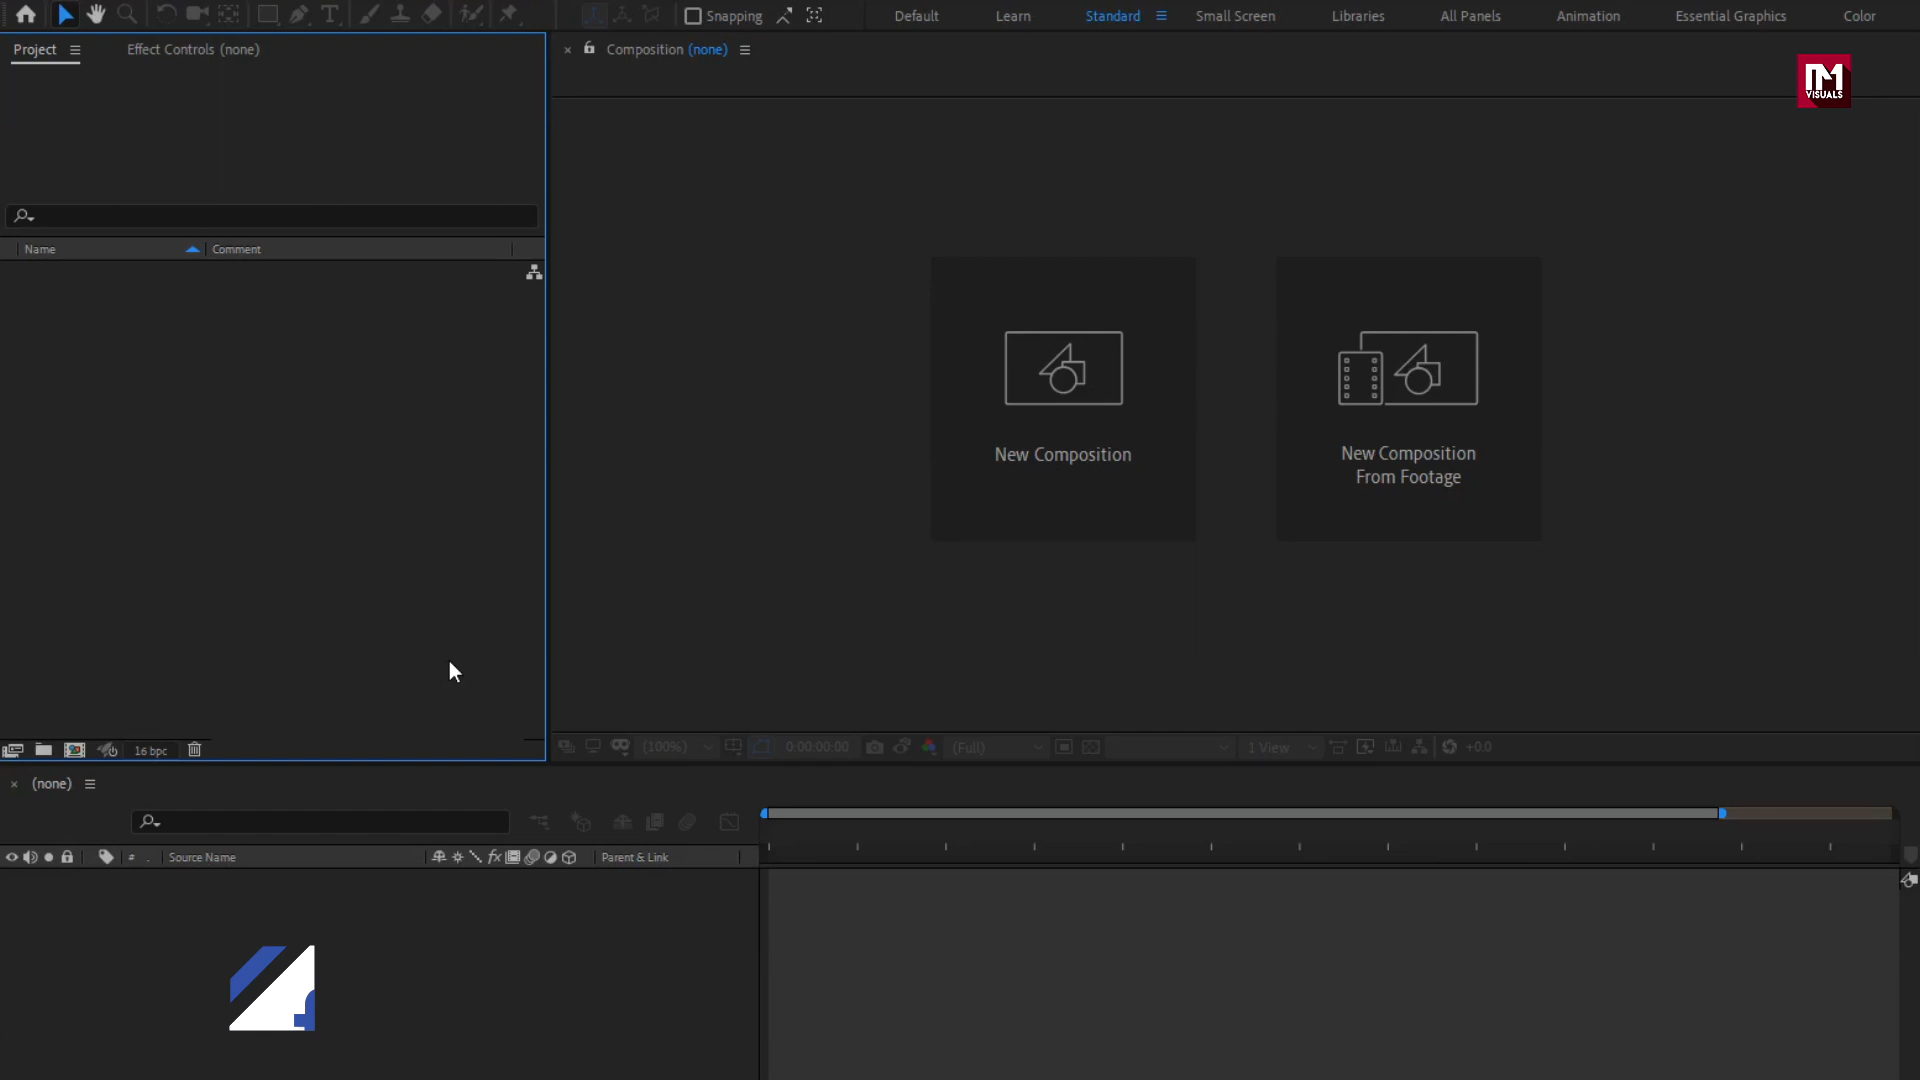 Snapping
Default
Learn
Standard
Small Screen
Libraries
All Panels
Animation
Essential Graphics
Color
Project
Effect Controls (none)
Composition (none)
M VISUALS
Name
Comment
New Composition
New Composition
From Footage
16 bpc
(100%)
0:00:00:00
(Full)
1 View
+0.0
(none)
#
Source Name
fx
Parent & Link